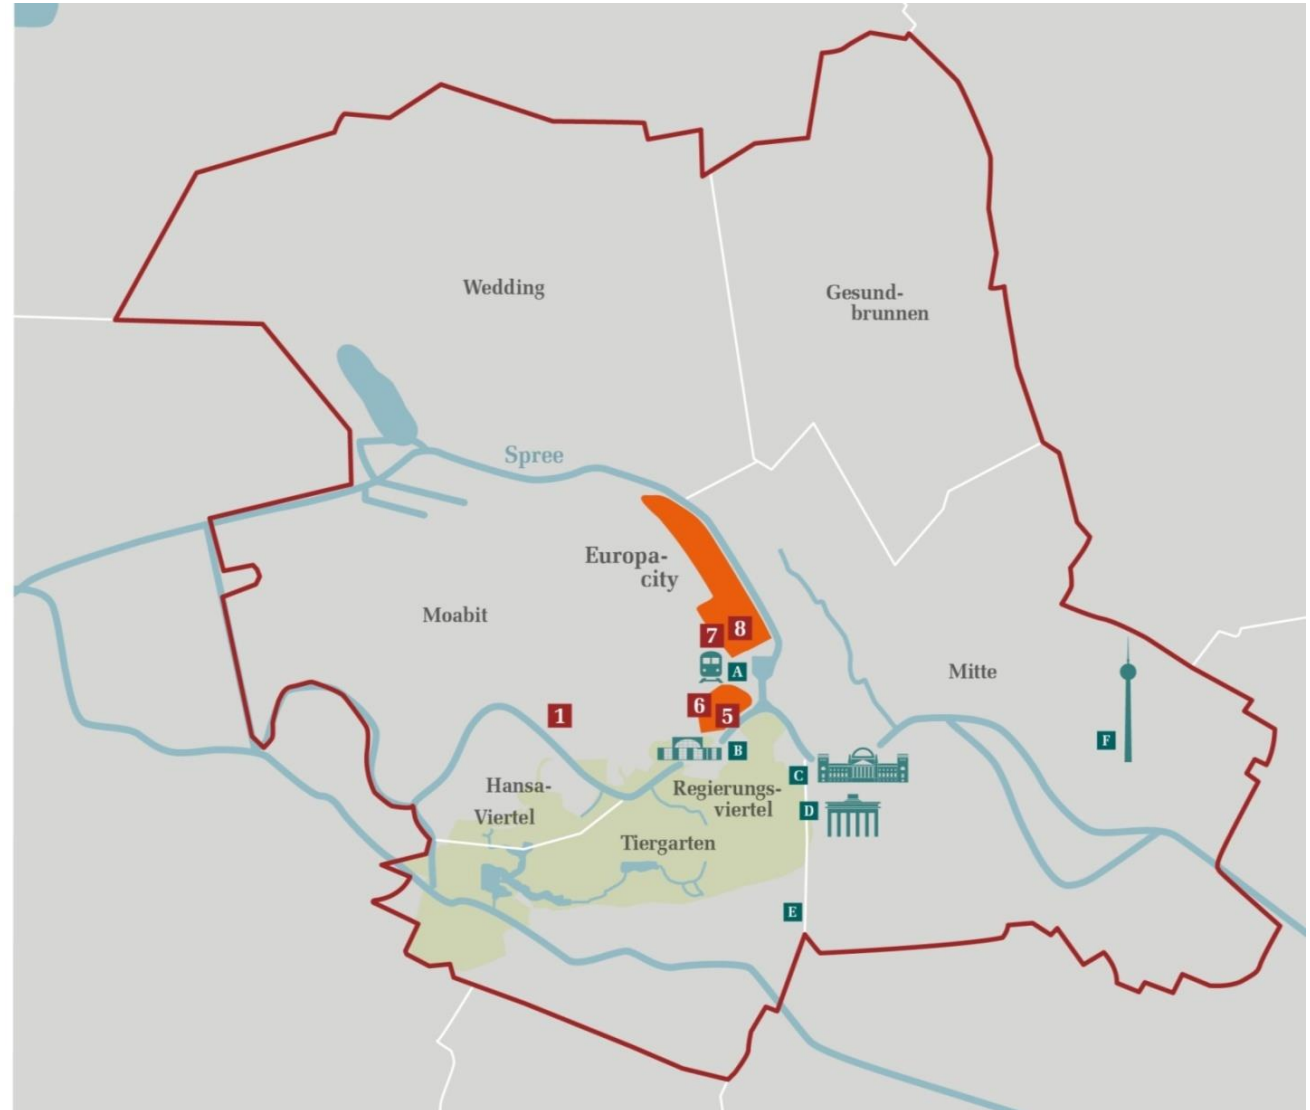 Wedding
Gesund-
brunnen
Spree
Europa-
city
Moabit
7
8
A
Mitte
6
5
1
F
B
C
Hansa-
Viertel
Regierungs-
viertel
D
Tiergarten
E